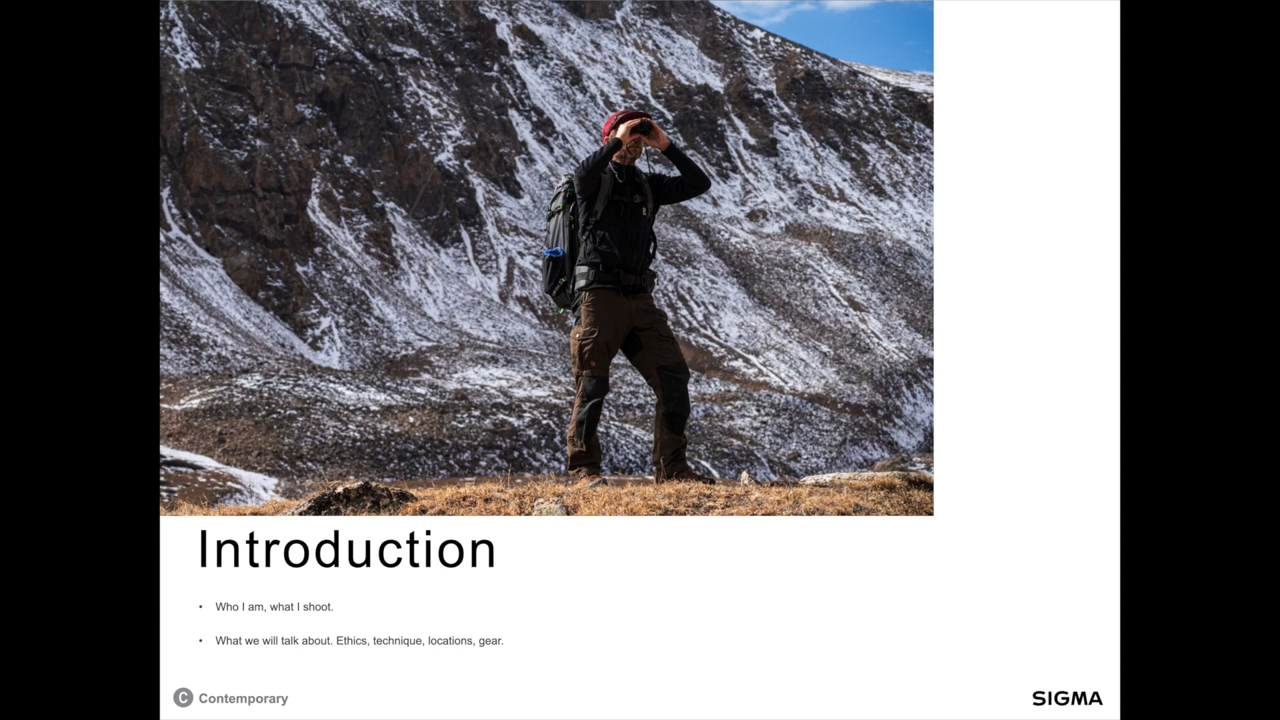 Introduction
• Who I am, what I shoot.
• What we will talk about. Ethics, technique, locations, gear.
C Contemporary
SIGMA